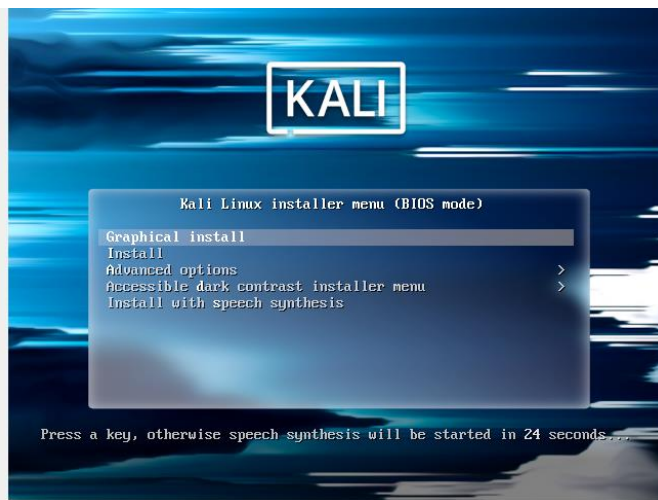 KALI
Kali Linux installer menu (BIOS mode)
Graphical install
Install
Advanced options >
Accessible dark contrast installer menu >
Install with speech synthesis
Press a key, otherwise speech synthesis will be started in 24 seconds...